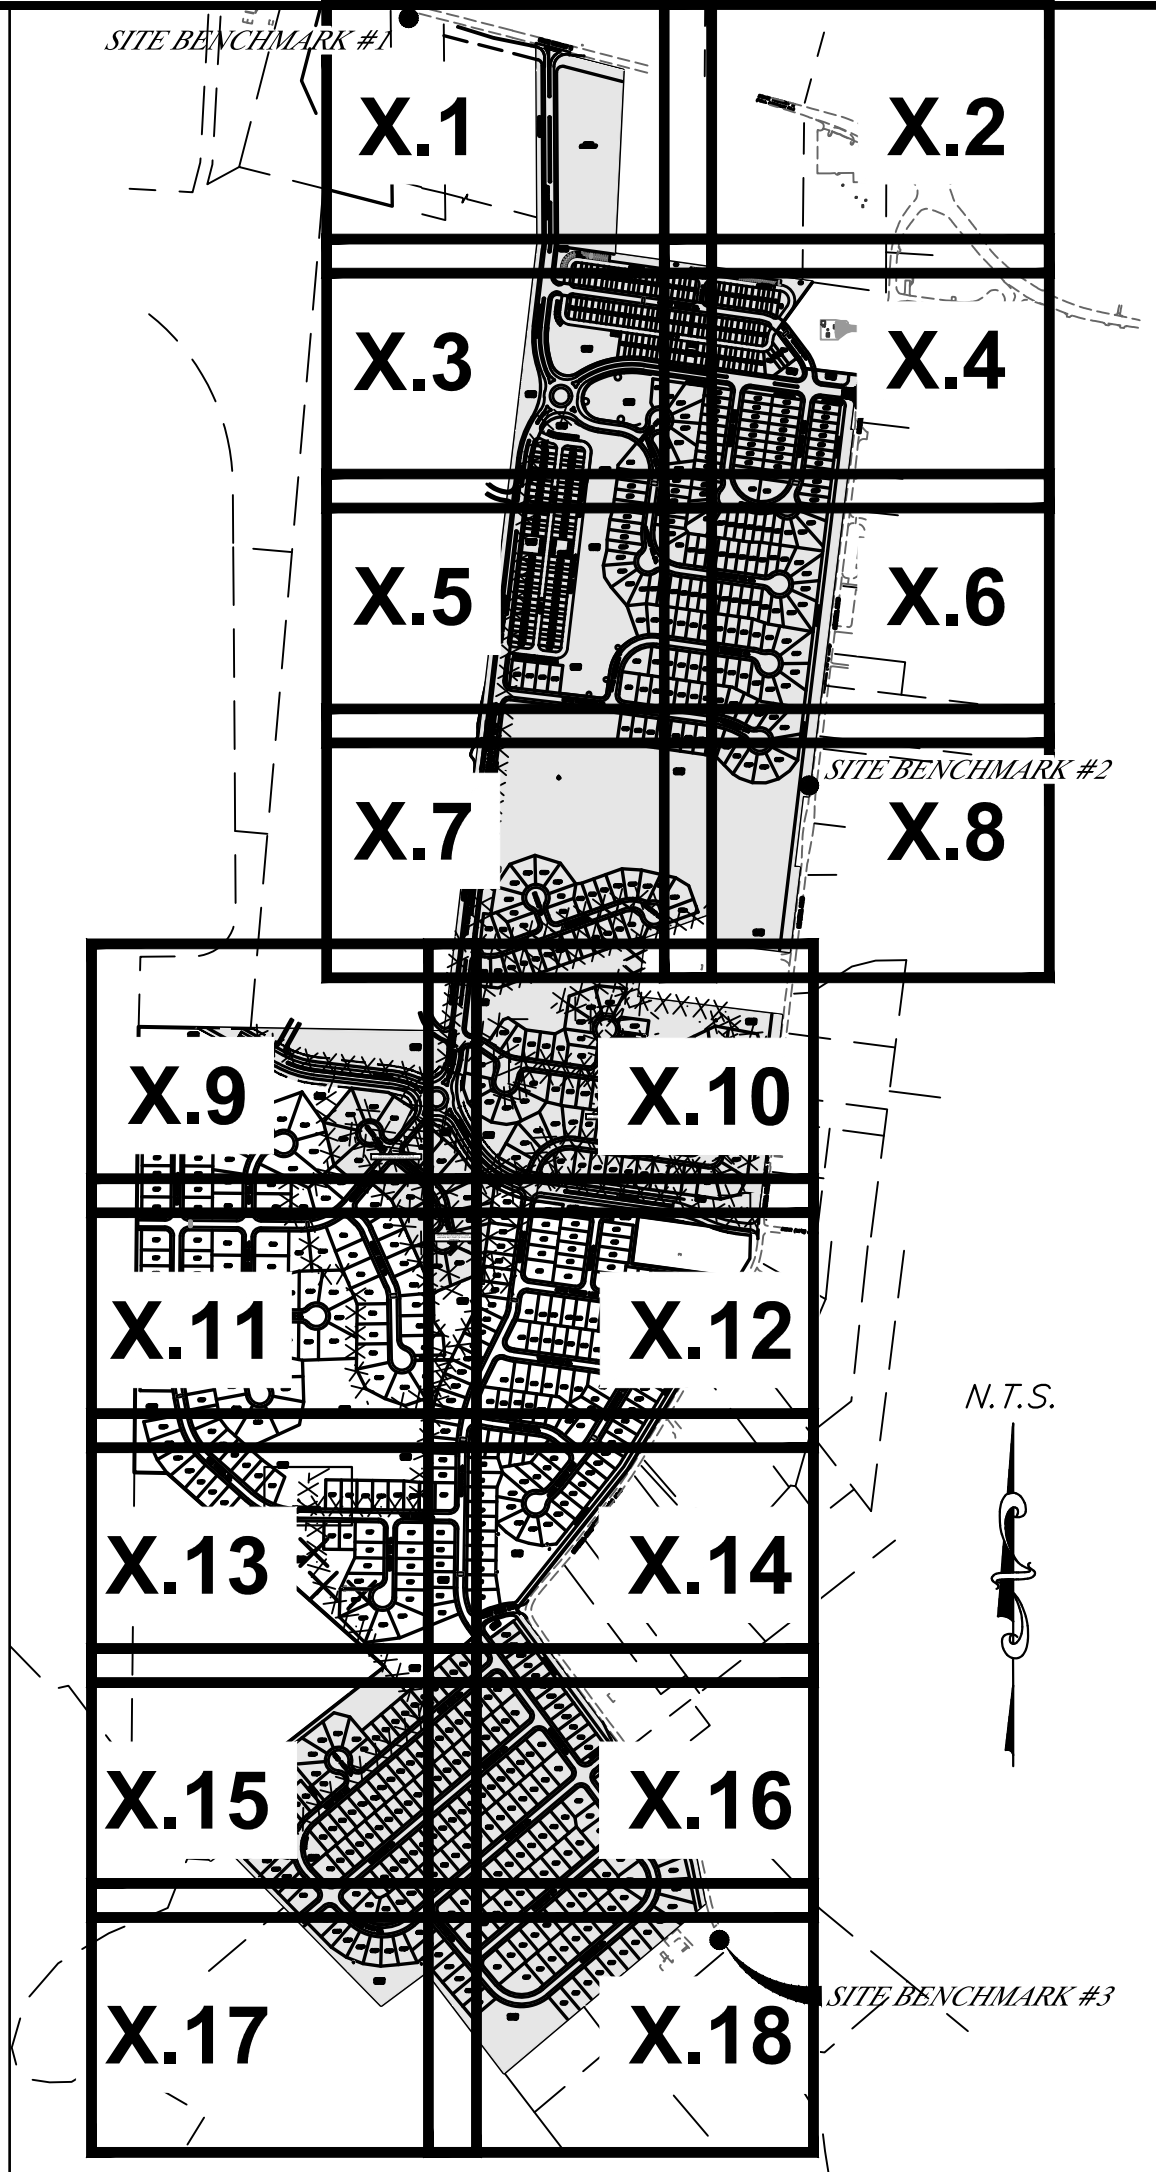 SITE BENCHMARK #1
X.1
X.2
X.3
X.4
X.5
X.6
SITE BENCHMARK #2
X.7
X.8
X.9
X.10
X.11
X.12
N.T.S.
X.13
X.14
X.15
X.16
SITE BENCHMARK #3
X.17
X.18